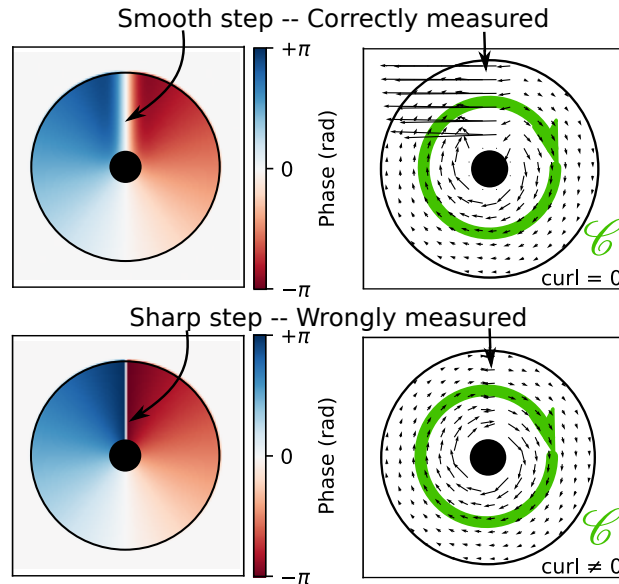 Smooth step -- Correctly measured
+π
0
−π
Phase (rad)
𝒞
curl = 0
Sharp step -- Wrongly measured
+π
0
−π
Phase (rad)
𝒞
curl ≠ 0